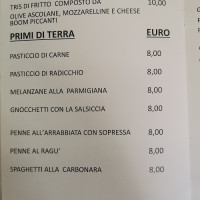 TRIS DI FRITTO COMPOSTO DA 10,00
OLIVE ASCOLANE, MOZZARELLINE E CHEESE
BOOM PICCANTI
PRIMI DI TERRA EURO
PASTICCIO DI CARNE 8,00
PASTICCIO DI RADICCHIO 8,00
MELANZANE ALLA PARMIGIANA 8,00
GNOCCHETTI CON LA SALSICCIA 8,00
PENNE ALL'ARRABBIATA CON SOPRESSA 8,00
PENNE AL RAGU' 8,00
SPAGHETTI ALLA CARBONARA 8,00